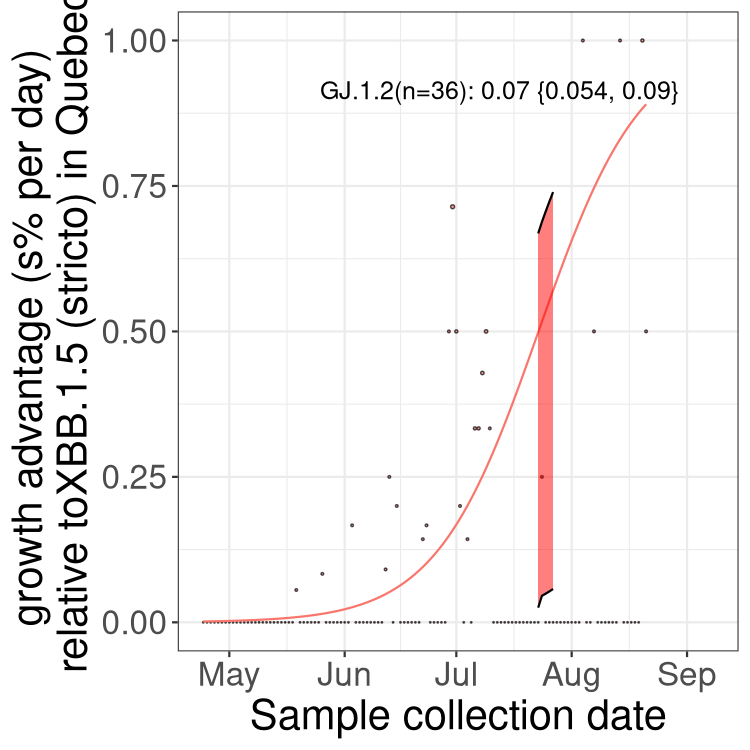 growth advantage (s% per day)
relative toXBB.1.5 (stricto) in Quebec
1.00
0.75
0.50
0.25
0.00
GJ.1.2(n=36): 0.07 {0.054, 0.09}
May Jun Jul Aug Sep
Sample collection date